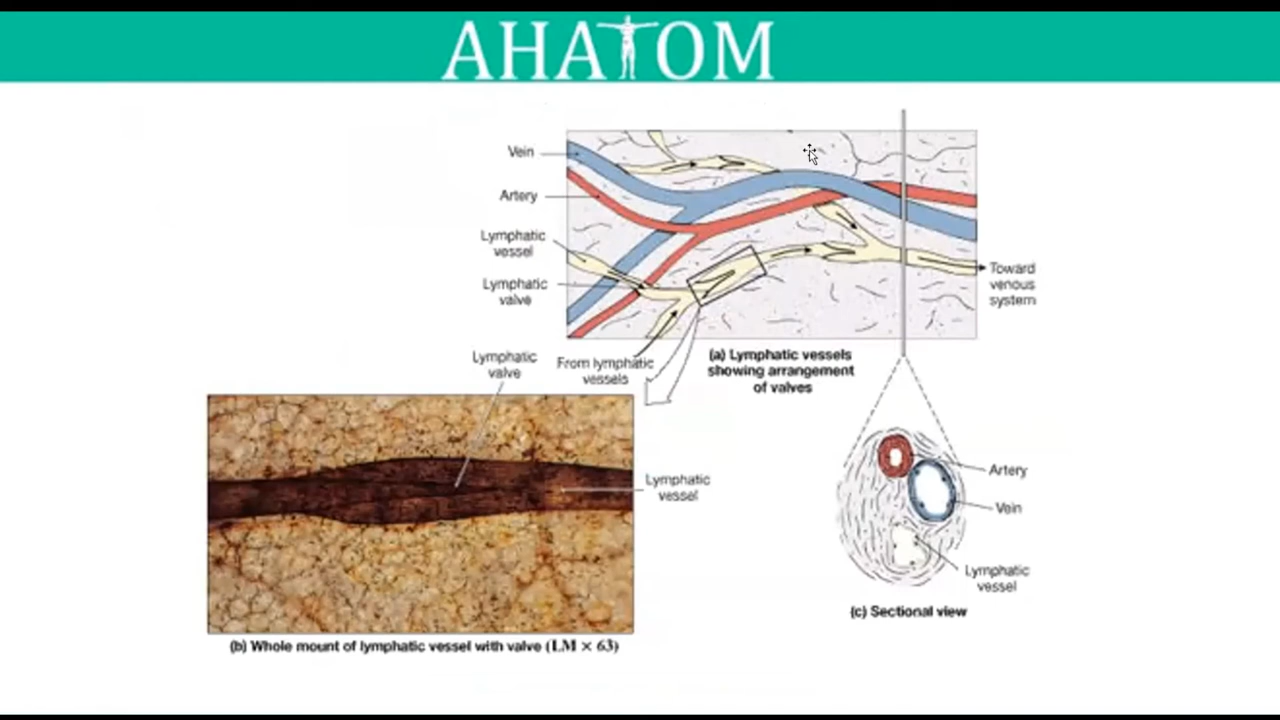 AHATOM
Vein
Artery
Lymphatic
vessel
Lymphatic
valve
Toward
venous
system
From lymphatic
vessels
(a) Lymphatic vessels
showing arrangement
of valves
Lymphatic
valve
Lymphatic
vessel
(b) Whole mount of lymphatic vessel with valve (LM × 63)
Artery
Vein
Lymphatic
vessel
(c) Sectional view